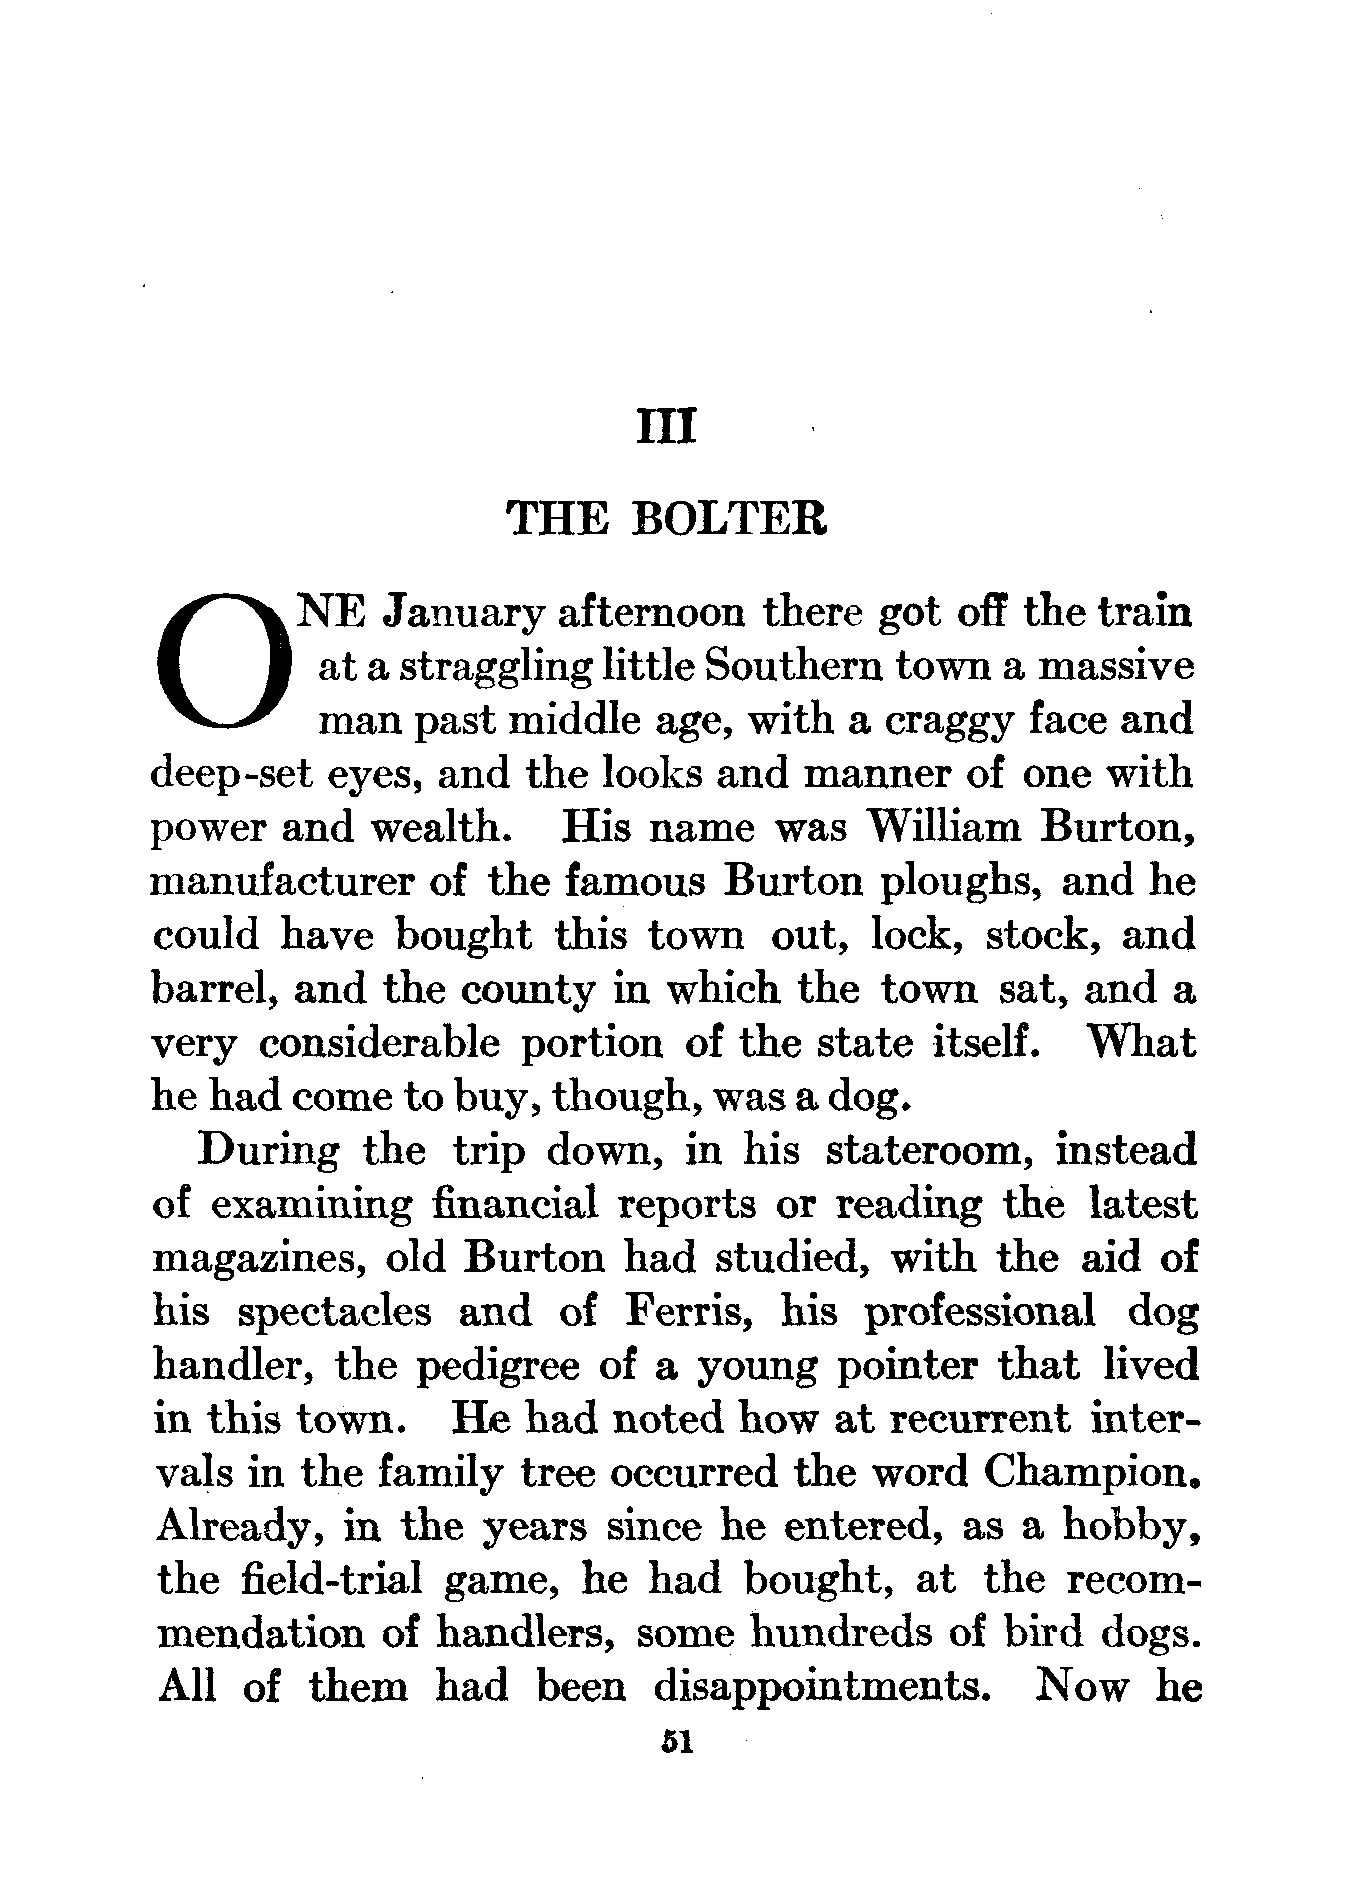 III
THE BOLTER
ONE January afternoon there got off the train
at a straggling little Southern town a massive
man past middle age, with a craggy face and
deep-set eyes, and the looks and manner of one with
power and wealth. His name was William Burton,
manufacturer of the famous Burton ploughs, and he
could have bought this town out, lock, stock, and
barrel, and the county in which the town sat, and a
very considerable portion of the state itself. What
he had come to buy, though, was a dog.
During the trip down, in his stateroom, instead
of examining financial reports or reading the latest
magazines, old Burton had studied, with the aid of
his spectacles and of Ferris, his professional dog
handler, the pedigree of a young pointer that lived
in this town. He had noted how at recurrent inter-
vals in the family tree occurred the word Champion.
Already, in the years since he entered, as a hobby,
the field-trial game, he had bought, at the recom-
mendation of handlers, some hundreds of bird dogs.
All of them had been disappointments. Now he
51